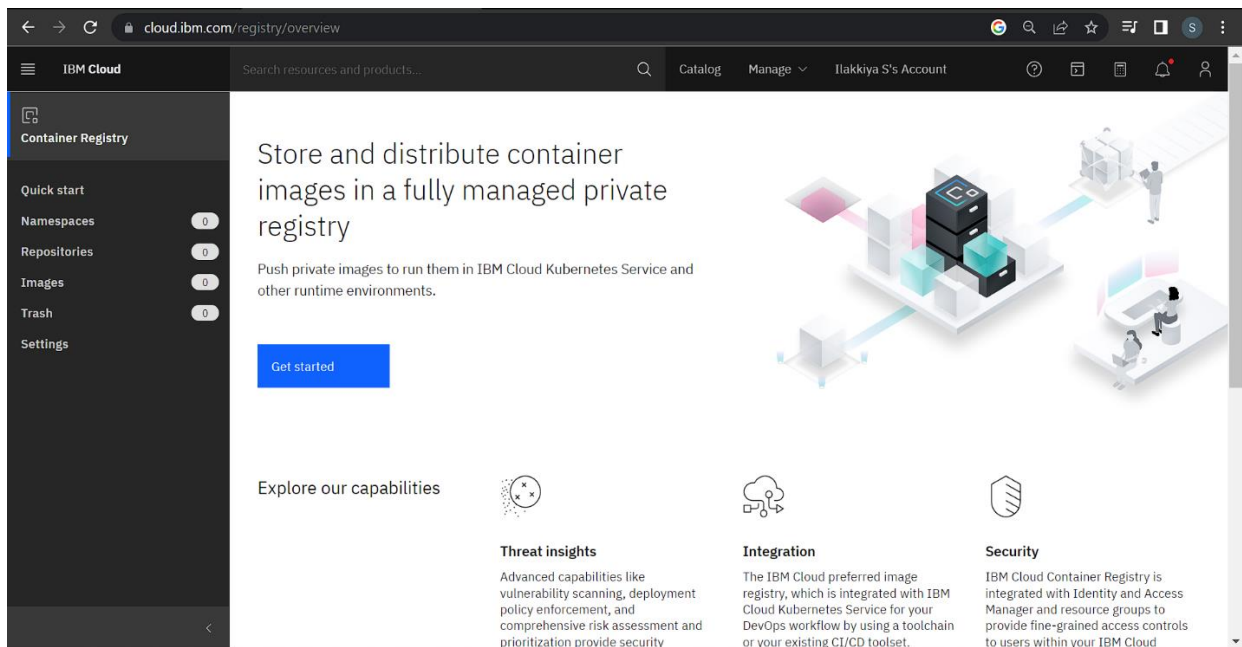 cloud.ibm.com/registry/overview
S
IBM Cloud
Search resources and products...
Catalog
Manage
Ilakkiya S's Account
Container Registry
Quick start
Namespaces 0
Repositories 0
Images 0
Trash 0
Settings
Store and distribute container
images in a fully managed private
registry
Push private images to run them in IBM Cloud Kubernetes Service and
other runtime environments.
Get started
Explore our capabilities
Threat insights
Advanced capabilities like
vulnerability scanning, deployment
policy enforcement, and
comprehensive risk assessment and
prioritization provide security
Integration
The IBM Cloud preferred image
registry, which is integrated with IBM
Cloud Kubernetes Service for your
DevOps workflow by using a toolchain
or your existing CI/CD toolset.
Security
IBM Cloud Container Registry is
integrated with Identity and Access
Manager and resource groups to
provide fine-grained access controls
to users within your IBM Cloud